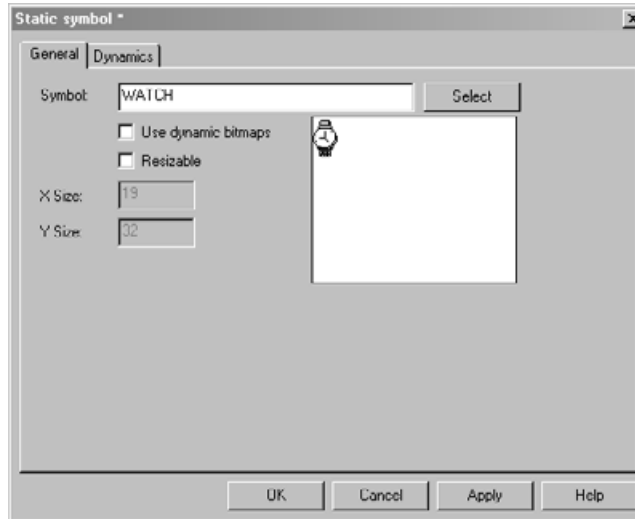 Static symbol *
General Dynamics
Symbol: WATCH Select
Use dynamic bitmaps
Resizable
X Size: 19
Y Size: 32
OK Cancel Apply Help